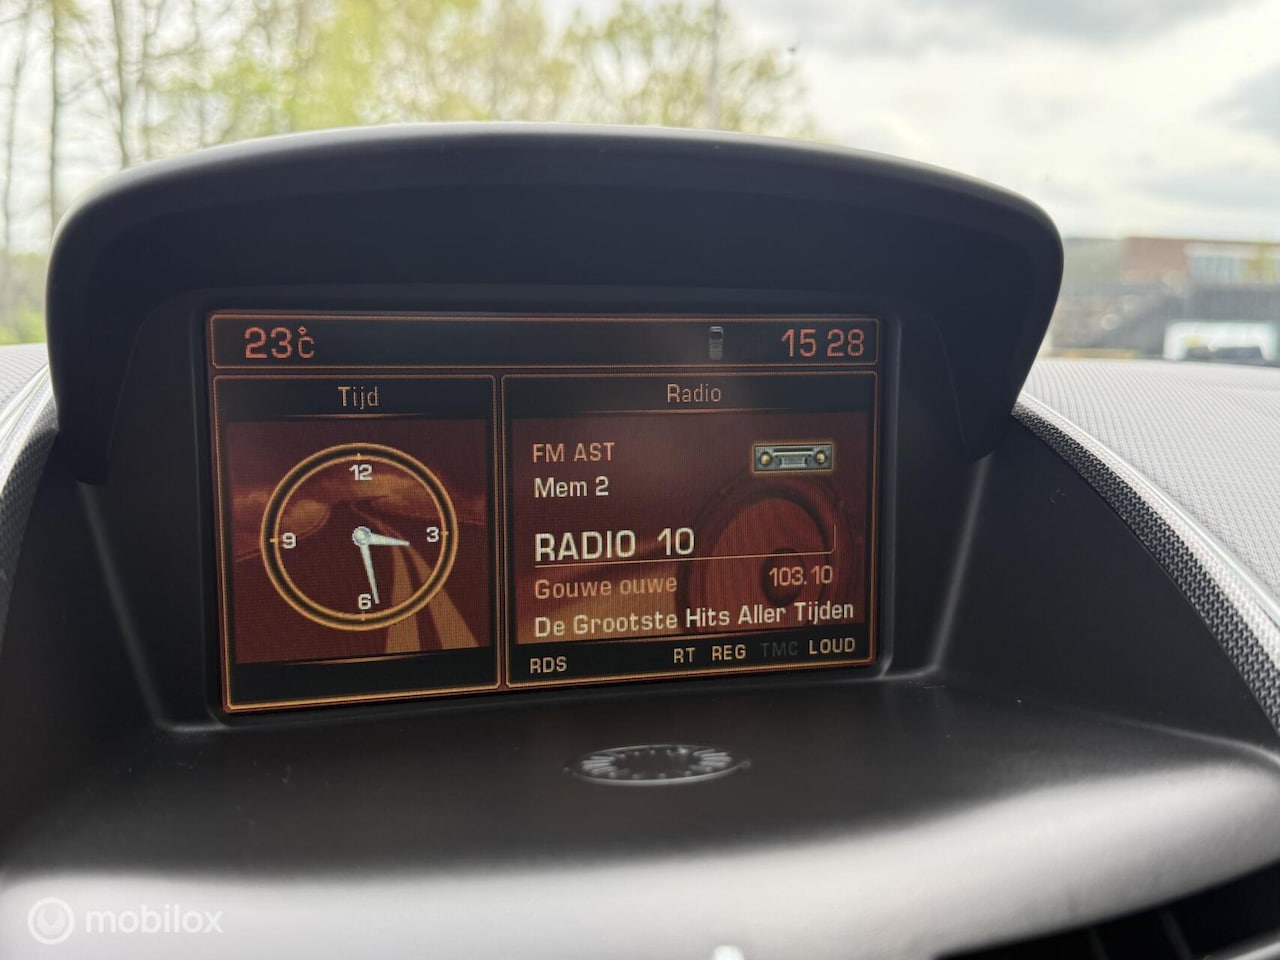 23°C
15 28
Tijd
12
9
3
6
Radio
FM AST
Mem 2
RADIO 10
Gouwe ouwe 103.10
De Grootste Hits Aller Tijden
RDS RT REG TMC LOUD
mobilox